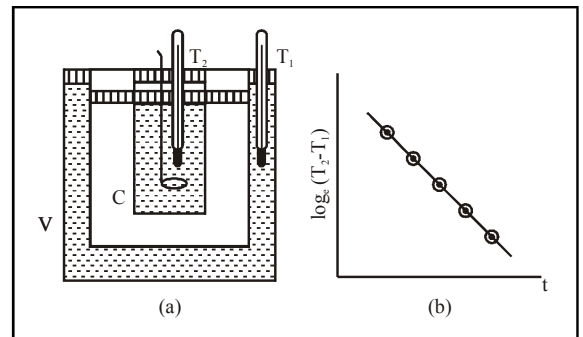 T₂
T₁
C
V
(a)
logₑ (T₂-T₁)
t
(b)